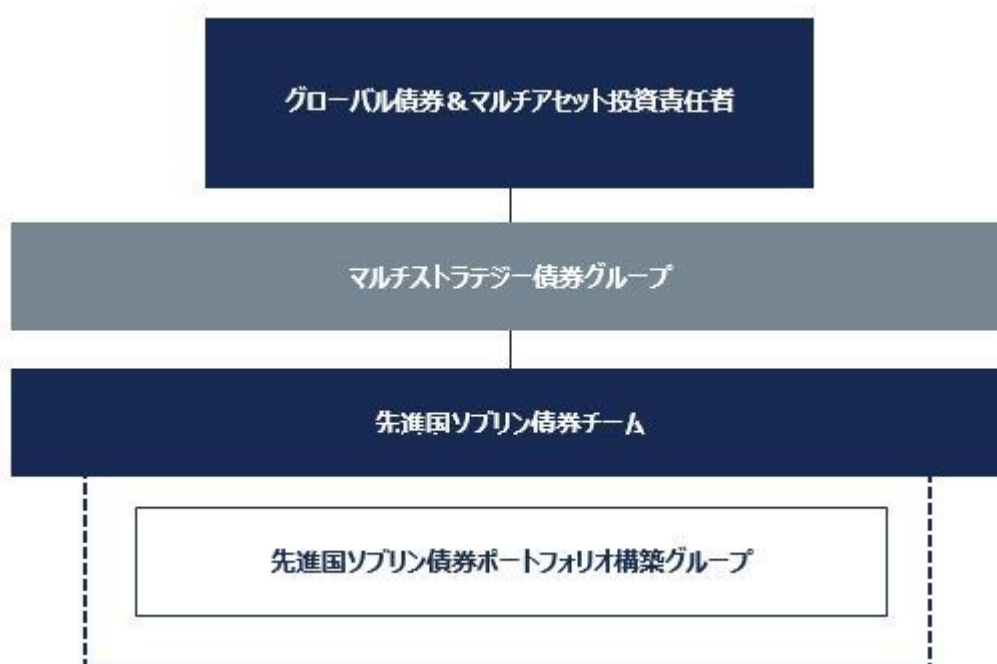 グローバル債券&マルチアセット投資責任者
マルチストラテジー債券グループ
先進国ソブリン債券チーム
先進国ソブリン債券ポートフォリオ構築グループ